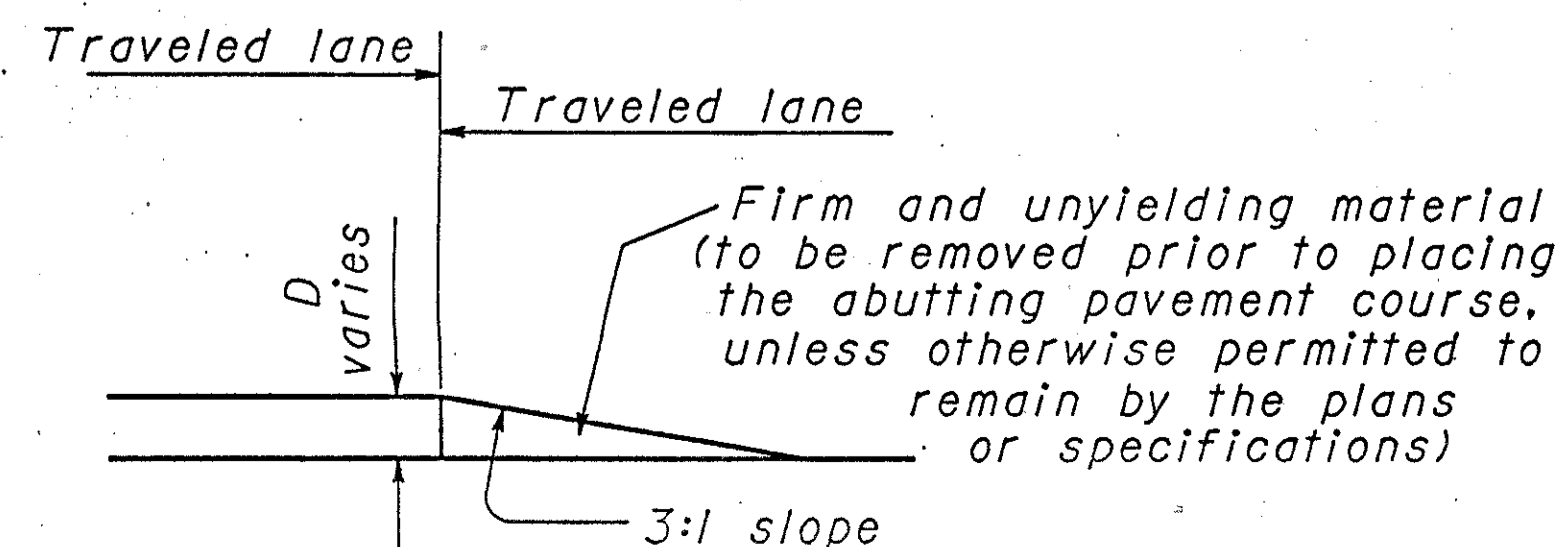 Traveled lane
Traveled lane
Firm and unyielding material
(to be removed prior to placing
the abutting pavement course,
unless otherwise permitted to
remain by the plans
or specifications)
D
varies
3:1 slope